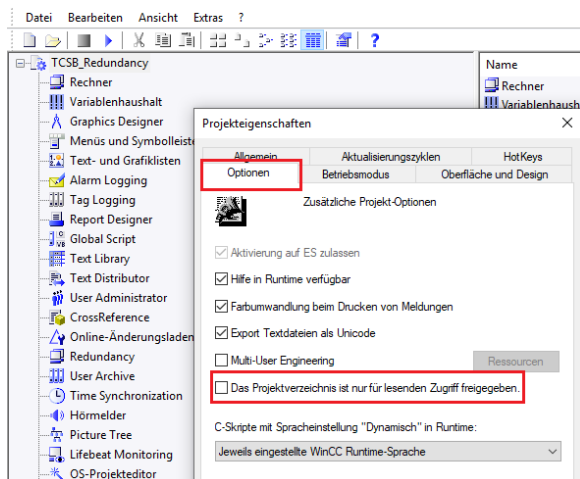 Datei Bearbeiten Ansicht Extras ?
TCSB_Redundancy
Name
Rechner
Rechner
Variablenhaushalt
Variablenhaush
Graphics Designer
Projekteigenschaften
Menüs und Symbolleiste
Text- und Grafiklisten
Allgemein Aktualisierungszyklen HotKeys
Alarm Logging
Optionen Betriebsmodus Oberfläche und Design
Tag Logging
Zusätzliche Projekt-Optionen
Report Designer
Global Script
Aktivierung auf ES zulassen
Text Library
Text Distributor
Hilfe in Runtime verfügbar
User Administrator
Farbumwandlung beim Drucken von Meldungen
CrossReference
Online-Änderungsladen
Export Textdateien als Unicode
Redundancy
Multi-User Engineering Ressourcen
User Archive
Das Projektverzeichnis ist nur für lesenden Zugriff freigegeben.
Time Synchronization
Hörmelder
C-Skripte mit Spracheinstellung "Dynamisch" in Runtime:
Picture Tree
Lifebeat Monitoring
Jeweils eingestellte WinCC Runtime-Sprache
OS-Projekteditor